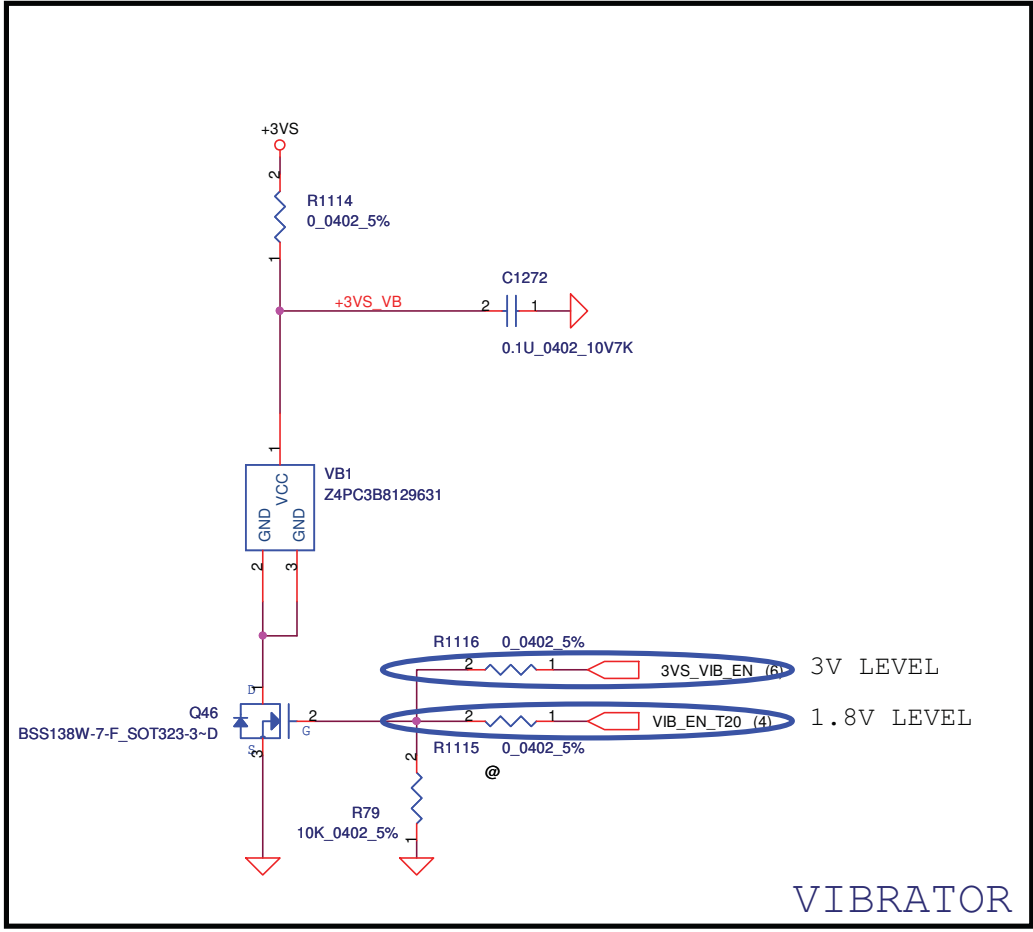 +3VS
2
R1114
0_0402_5%
1
C1272
+3VS_VB
2
1
0.1U_0402_10V7K
1
VB1
Z4PC3B8129631
VCC
GND
GND
2
3
R1116 0_0402_5%
2
1
3VS_VIB_EN (6)
3V LEVEL
D
1
Q46
BSS138W-7-F_SOT323-3~D
2
G
S
3
2
1
VIB_EN_T20 (4)
1.8V LEVEL
R1115 0_0402_5%
@
2
R79
10K_0402_5%
1
VIBRATOR